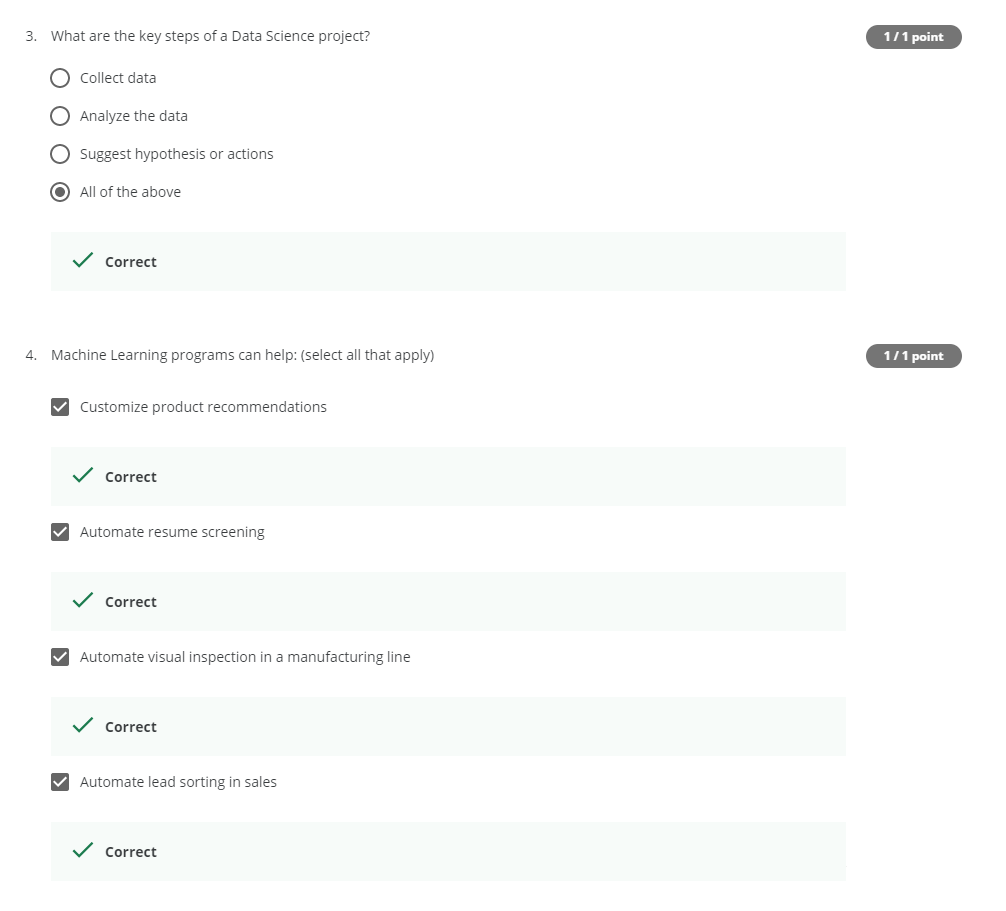 3. What are the key steps of a Data Science project?
1 / 1 point
Collect data
Analyze the data
Suggest hypothesis or actions
All of the above
Correct
4. Machine Learning programs can help: (select all that apply)
1 / 1 point
Customize product recommendations
Correct
Automate resume screening
Correct
Automate visual inspection in a manufacturing line
Correct
Automate lead sorting in sales
Correct